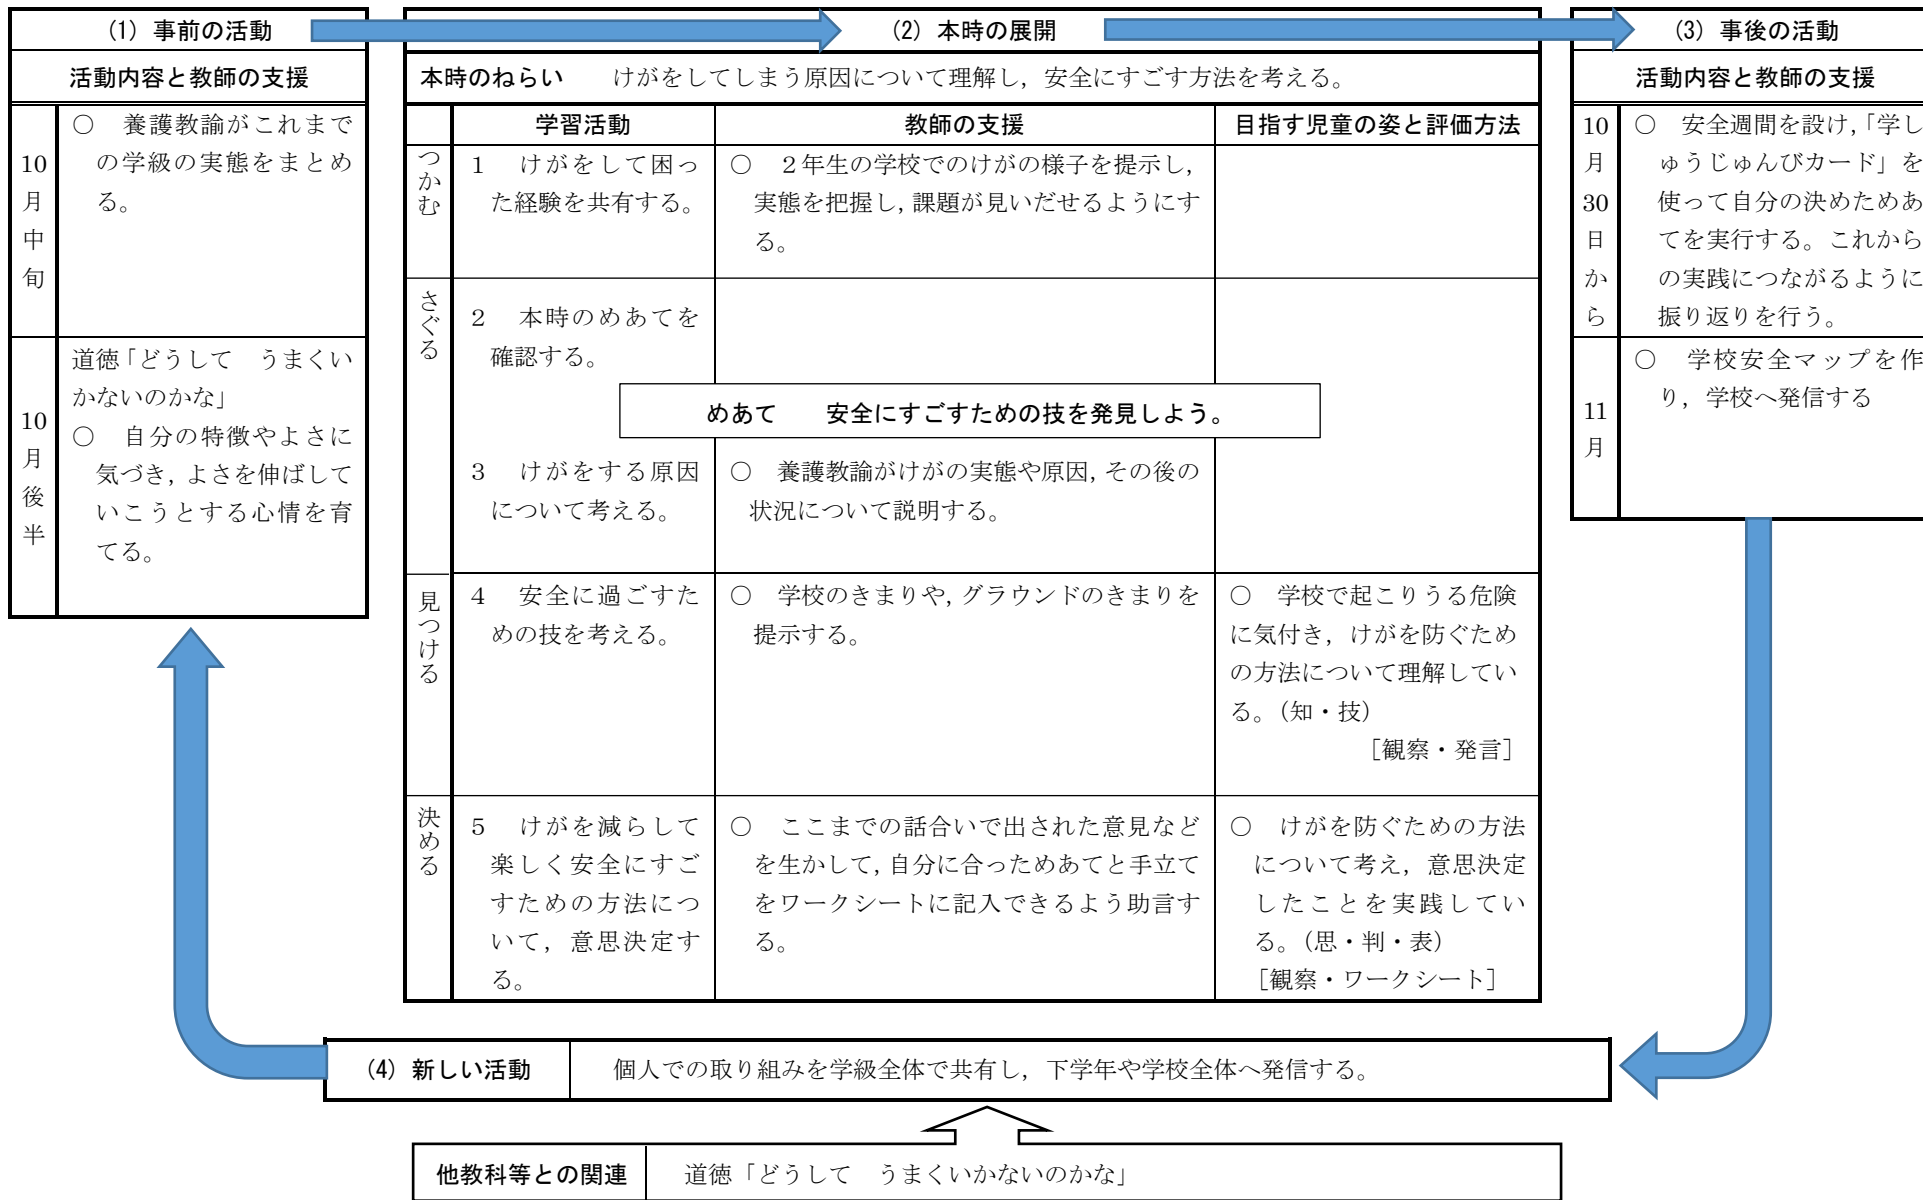 (1) 事前の活動
活動内容と教師の支援
10月中旬
○　養護教諭がこれまで
の学級の実態をまとめ
る。
10月後半
道徳「どうして　うまくい
かないのかな」
○　自分の特徴やよさに
気づき, よさを伸ばして
いこうとする心情を育
てる。
(2) 本時の展開
本時のねらい　　けがをしてしまう原因について理解し，安全にすごす方法を考える。
学習活動
教師の支援
目指す児童の姿と評価方法
つかむ
1　けがをして困っ
た経験を共有する。
○　２年生の学校でのけがの様子を提示し,
実態を把握し, 課題が見いだせるようにす
る。
さぐる
2　本時のめあてを
確認する。
めあて　　安全にすごすための技を発見しよう。
3　けがをする原因
について考える。
○　養護教諭がけがの実態や原因, その後の
状況について説明する。
見つける
4　安全に過ごすた
めの技を考える。
○　学校のきまりや, グラウンドのきまりを
提示する。
○　学校で起こりうる危険
に気付き，けがを防ぐため
の方法について理解してい
る。（知・技）
［観察・発言］
決める
5　けがを減らして
楽しく安全にすご
すための方法につ
いて，意思決定す
る。
○　ここまでの話合いで出された意見など
を生かして, 自分に合っためあてと手立て
をワークシートに記入できるよう助言す
る。
○　けがを防ぐための方法
について考え，意思決定
したことを実践してい
る。（思・判・表）
［観察・ワークシート］
(3) 事後の活動
活動内容と教師の支援
10月30日から
○　安全週間を設け,「学し
ゅうじゅんびカード」を
使って自分の決めためあ
てを実行する。これから
の実践につながるように
振り返りを行う。
11月
○　学校安全マップを作
り，学校へ発信する
(4) 新しい活動
個人での取り組みを学級全体で共有し，下学年や学校全体へ発信する。
他教科等との関連
道徳「どうして　うまくいかないのかな」